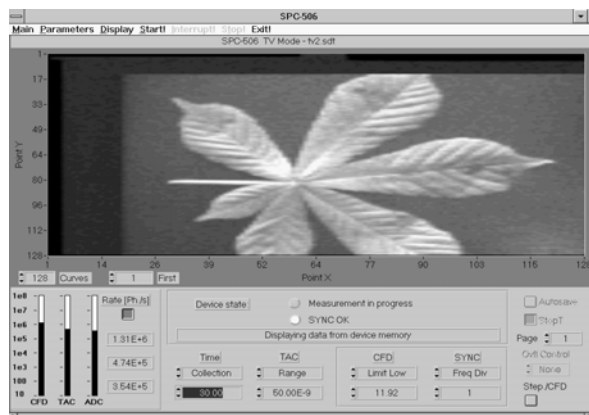 SPC-506
Main Parameters Display Start! Interrupt! Stop! Exit!
SPC-506 TV Mode - tv2.sdt
1-
17-
33-
49-
64-
80-
96-
112-
128-
Point Y
1 14 26 39 52 64 77 90 103 115 128
128 Curves 1 First Point X
1e8
1e7
1e6
1e5
1e4
1e3
100
10
CFD TAC ADC
Rate [Ph./s]
1.31E+6
4.74E+5
3.54E+5
Device state:
Measurement in progress
SYNC OK
Displaying data from device memory
Time TAC CFD SYNC
Collection Range Limit Low Freq Div
30.00 50.00E-9 11.92 1
Autosave
StopT
Page 1
Ovfl Control
None
Step /CFD